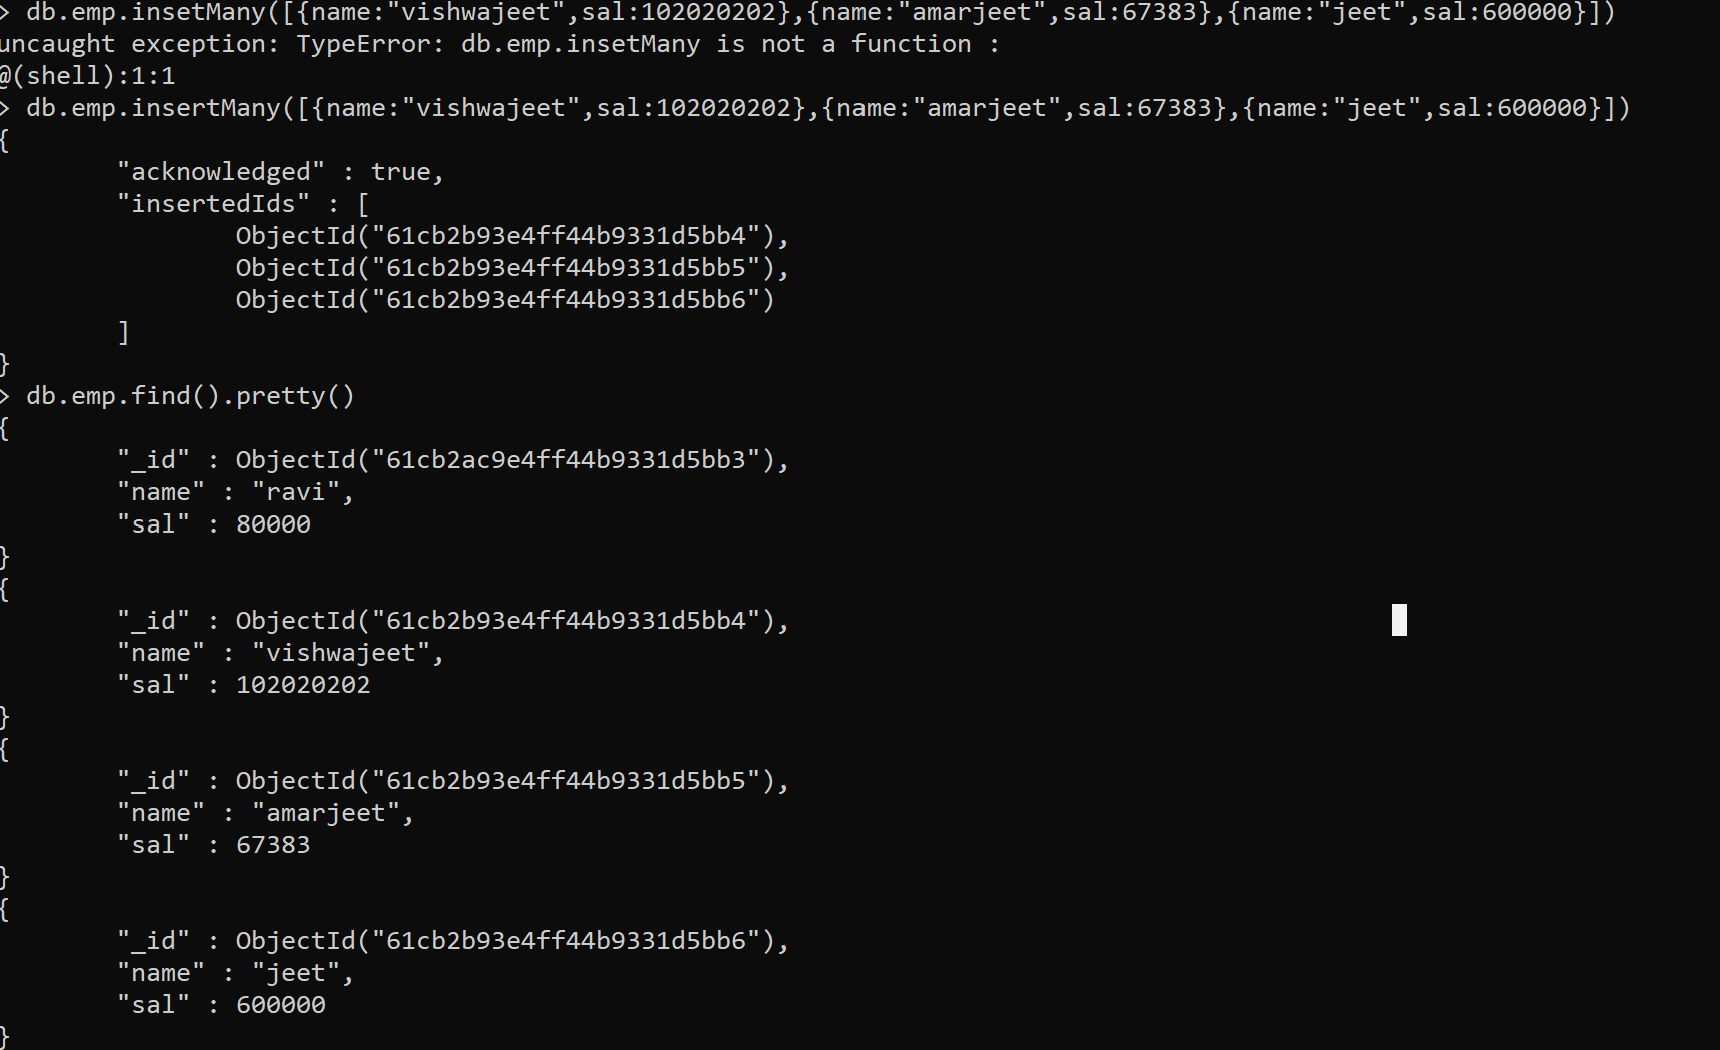 > db.emp.insetMany([{name:"vishwajeet",sal:102020202},{name:"amarjeet",sal:67383},{name:"jeet",sal:600000}])
uncaught exception: TypeError: db.emp.insetMany is not a function :
@(shell):1:1
> db.emp.insertMany([{name:"vishwajeet",sal:102020202},{name:"amarjeet",sal:67383},{name:"jeet",sal:600000}])
{
        "acknowledged" : true,
        "insertedIds" : [
                ObjectId("61cb2b93e4ff44b9331d5bb4"),
                ObjectId("61cb2b93e4ff44b9331d5bb5"),
                ObjectId("61cb2b93e4ff44b9331d5bb6")
        ]
}
> db.emp.find().pretty()
{
        "_id" : ObjectId("61cb2ac9e4ff44b9331d5bb3"),
        "name" : "ravi",
        "sal" : 80000
}
{
        "_id" : ObjectId("61cb2b93e4ff44b9331d5bb4"),
        "name" : "vishwajeet",
        "sal" : 102020202
}
{
        "_id" : ObjectId("61cb2b93e4ff44b9331d5bb5"),
        "name" : "amarjeet",
        "sal" : 67383
}
{
        "_id" : ObjectId("61cb2b93e4ff44b9331d5bb6"),
        "name" : "jeet",
        "sal" : 600000
}